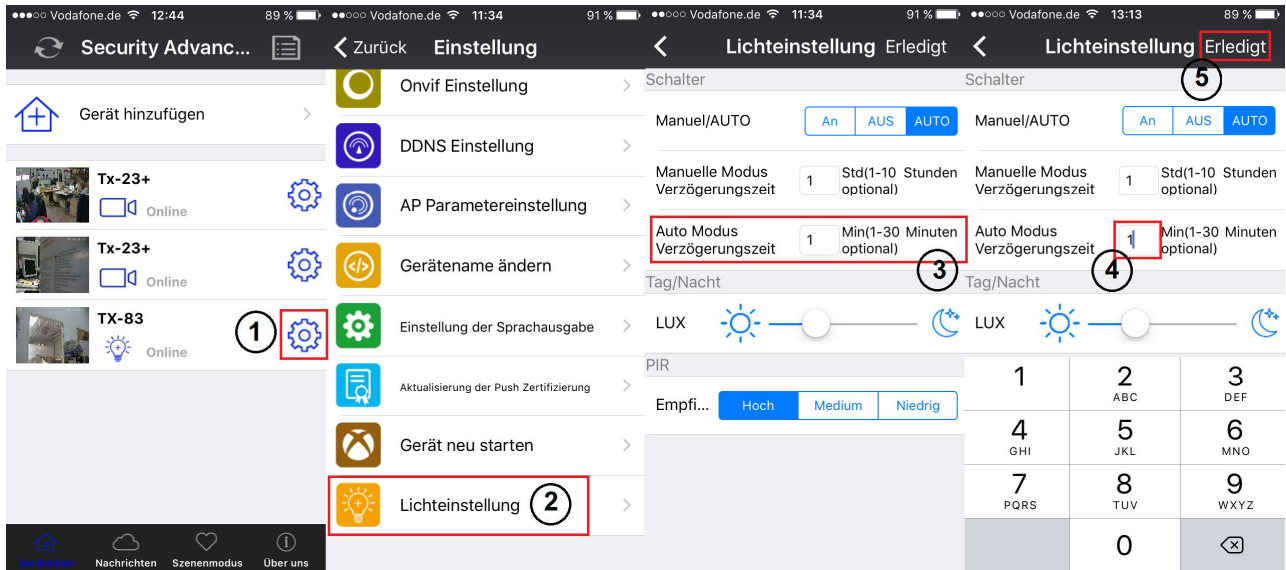 Vodafone.de 12:44 89 %
Security Advanc...
Gerät hinzufügen
Tx-23+
Online
Tx-23+
Online
TX-83
Online
1
Nachrichten
Szenenmodus
Über uns
Vodafone.de 11:34 91 %
Zurück Einstellung
Onvif Einstellung
DDNS Einstellung
AP Parametereinstellung
Gerätename ändern
Einstellung der Sprachausgabe
Aktualisierung der Push Zertifizierung
Gerät neu starten
Lichteinstellung 2
Vodafone.de 11:34 91 %
Lichteinstellung Erledigt
Schalter
Manuel/AUTO An AUS AUTO
Manuelle Modus
Verzögerungszeit
1
Std(1-10 Stunden
optional)
Auto Modus
Verzögerungszeit
1
Min(1-30 Minuten
optional)
3
Tag/Nacht
LUX
PIR
Empfi... Hoch Medium Niedrig
Vodafone.de 13:13 89 %
Lichteinstellung Erledigt
5
Schalter
Manuel/AUTO An AUS AUTO
Manuelle Modus
Verzögerungszeit
1
Std(1-10 Stunden
optional)
Auto Modus
Verzögerungszeit
1
Min(1-30 Minuten
optional)
4
Tag/Nacht
LUX
1 2 3
ABC DEF
4 5 6
GHI JKL MNO
7 8 9
PQRS TUV WXYZ
0